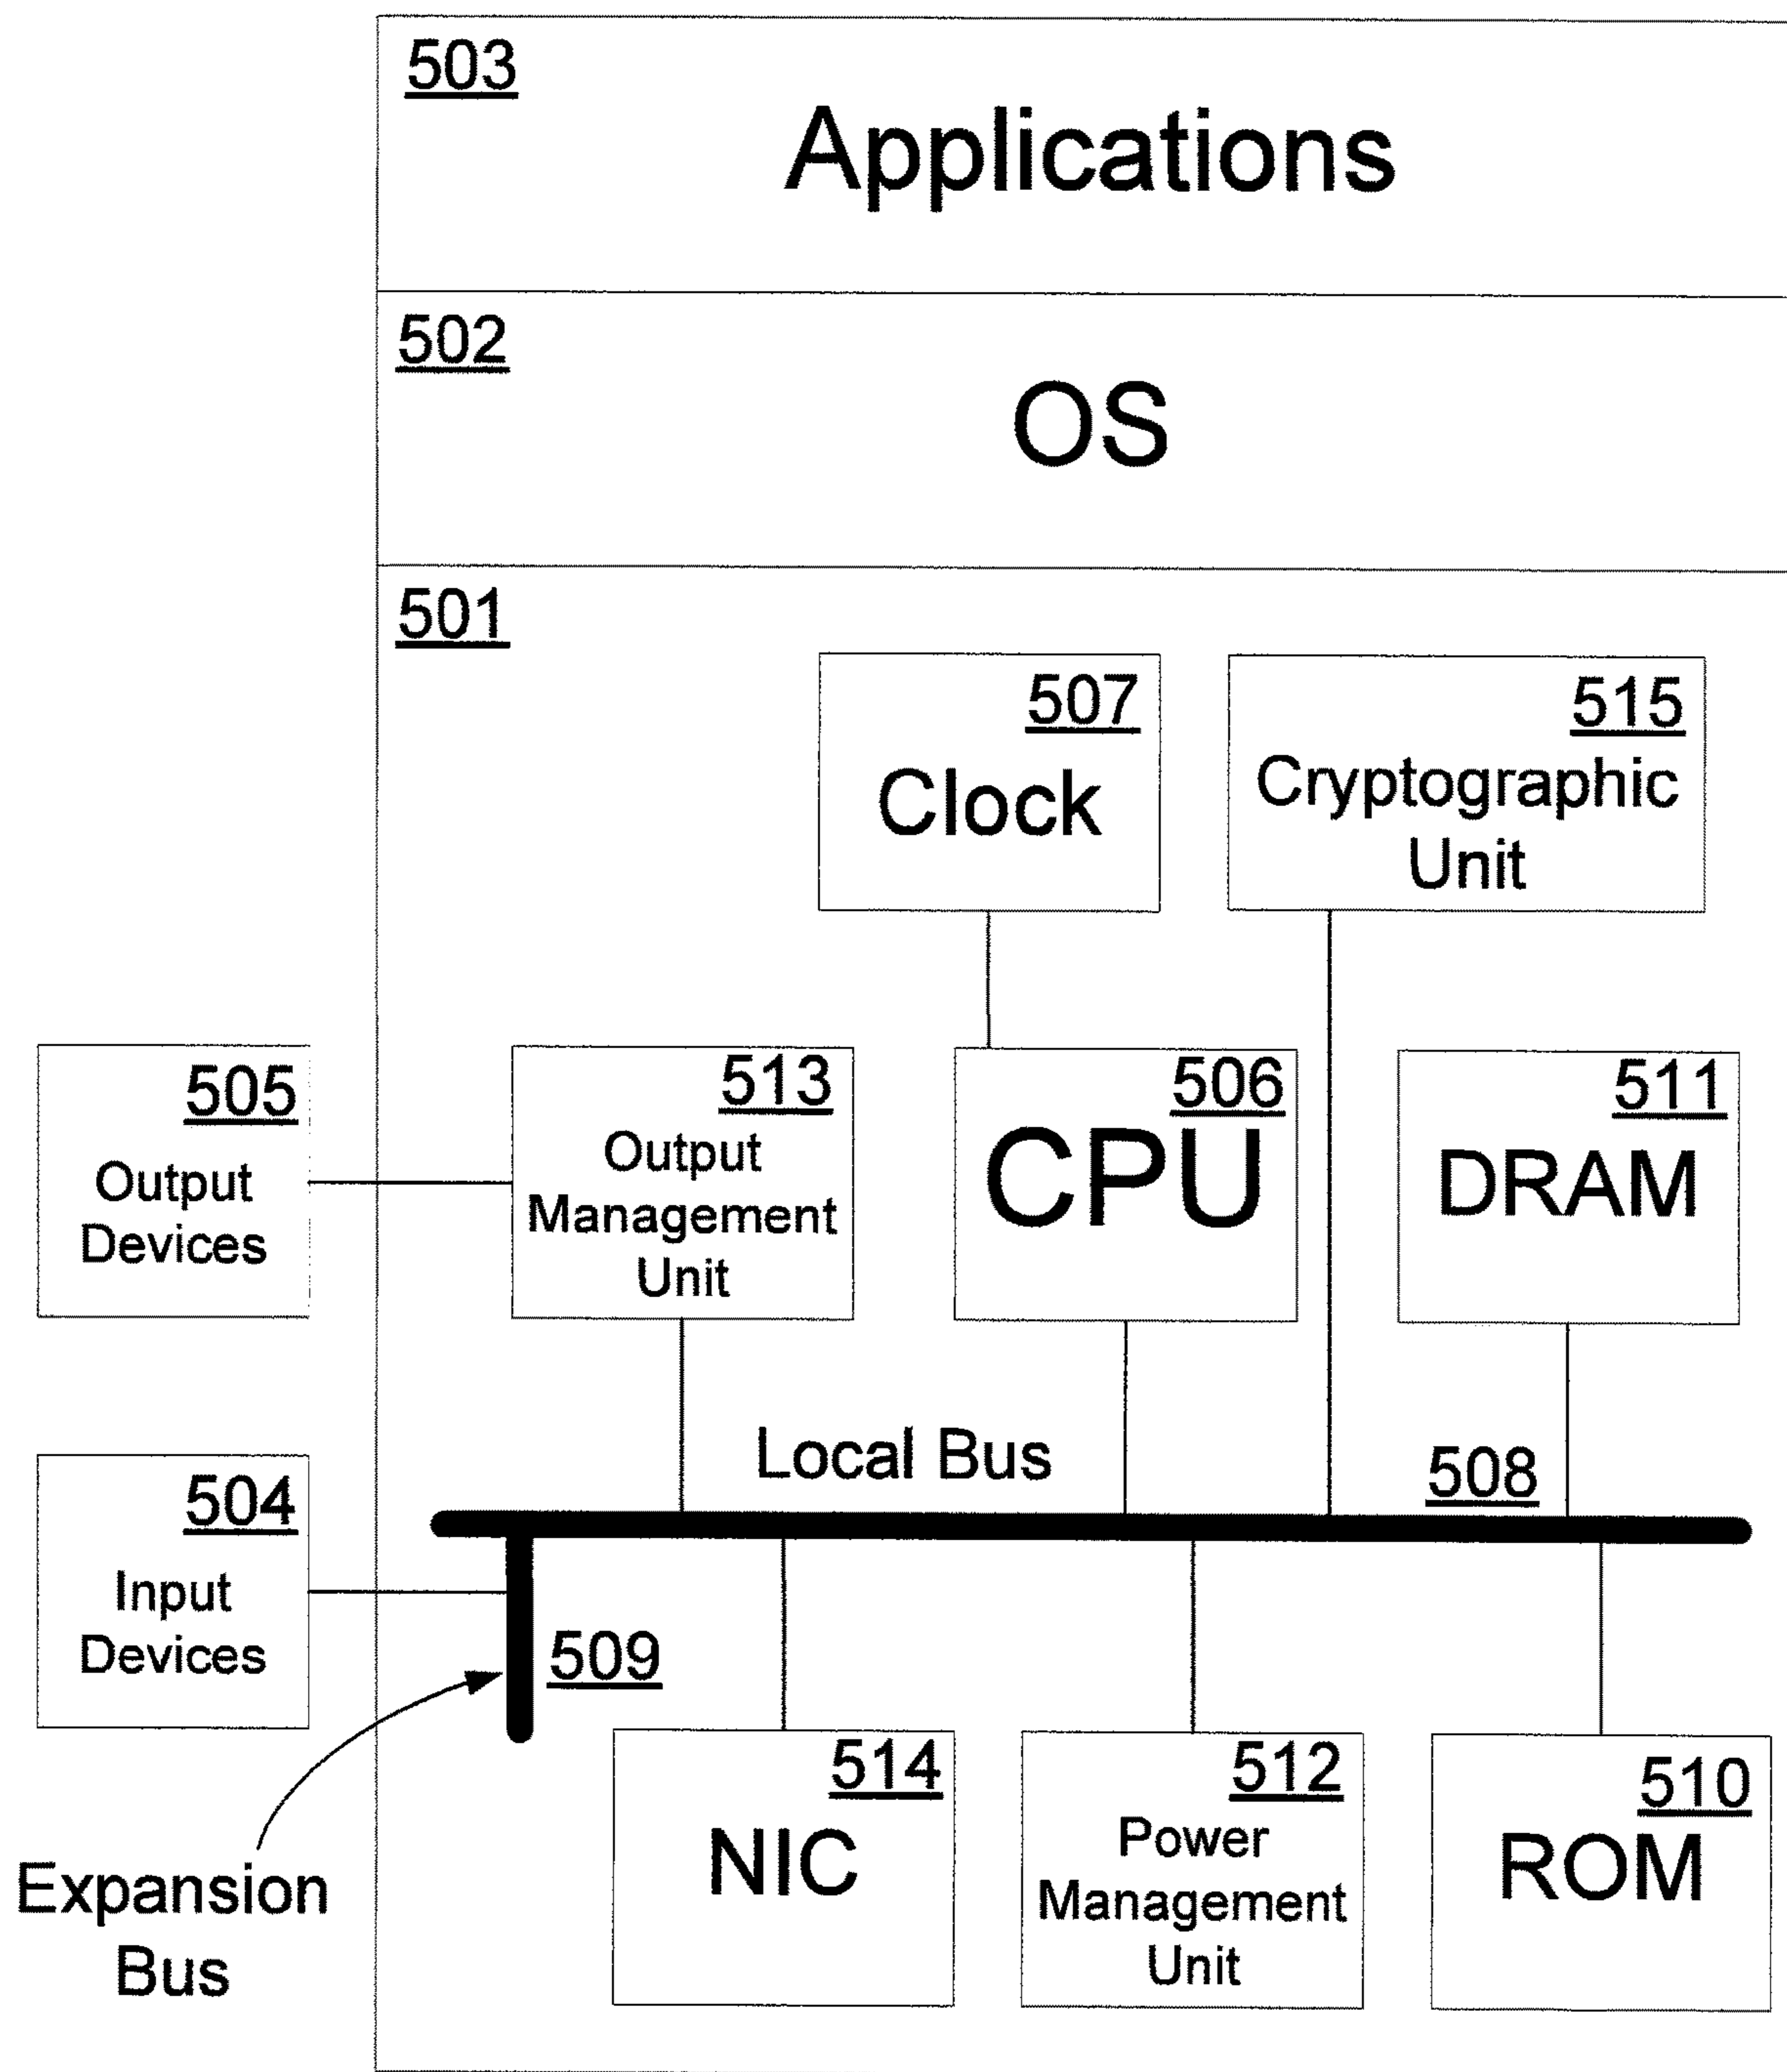 503
Applications
502
OS
501
507
Clock
515
Cryptographic
Unit
505
Output
Devices
513
Output
Management
Unit
506
CPU
511
DRAM
Local Bus
508
504
Input
Devices
509
Expansion
Bus
514
NIC
512
Power
Management
Unit
510
ROM